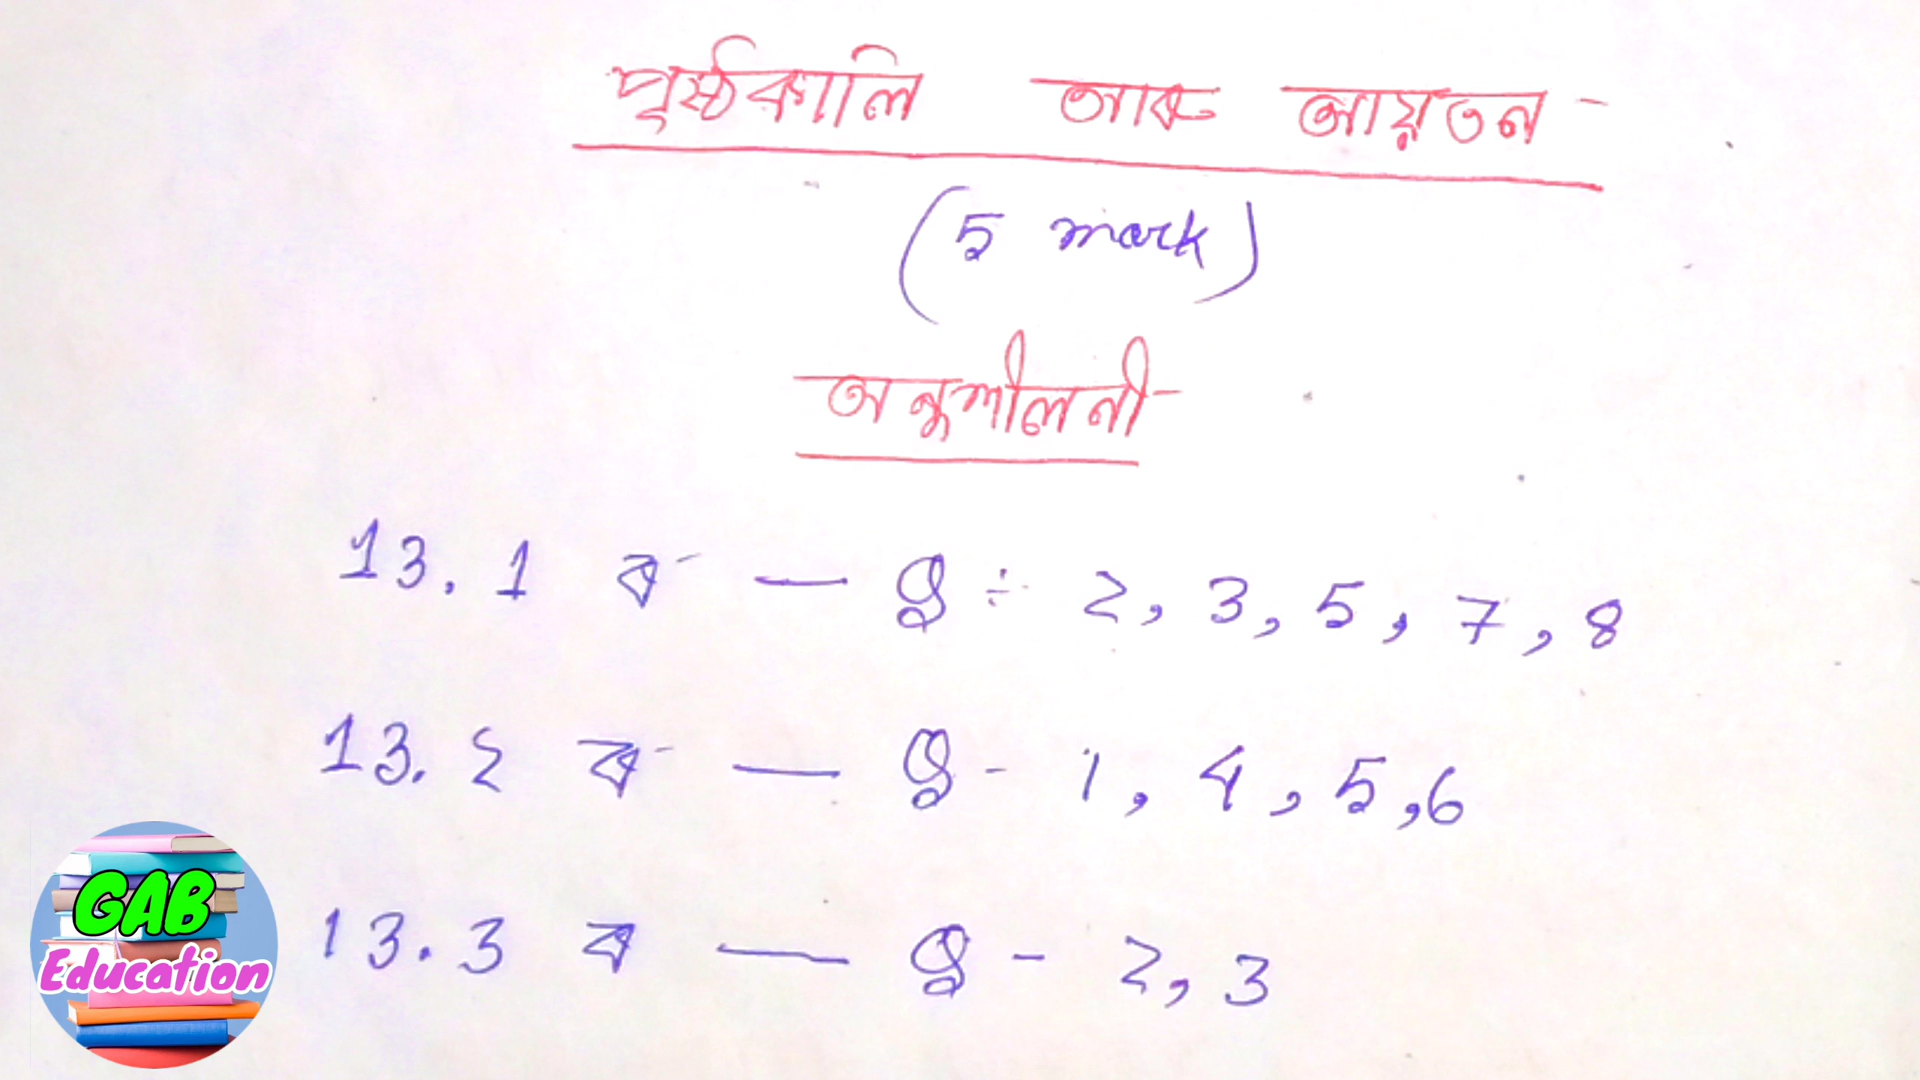 পৃষ্ঠকালি আৰু আয়তন
(5 mark)
অনুশীলনী
13.1 ৰ — প্ৰ÷ 2, 3, 5, 7, 8
13.2 ৰ — প্ৰ- 1, 4, 5, 6
13.3 ৰ — প্ৰ - 2, 3
GAB
Education